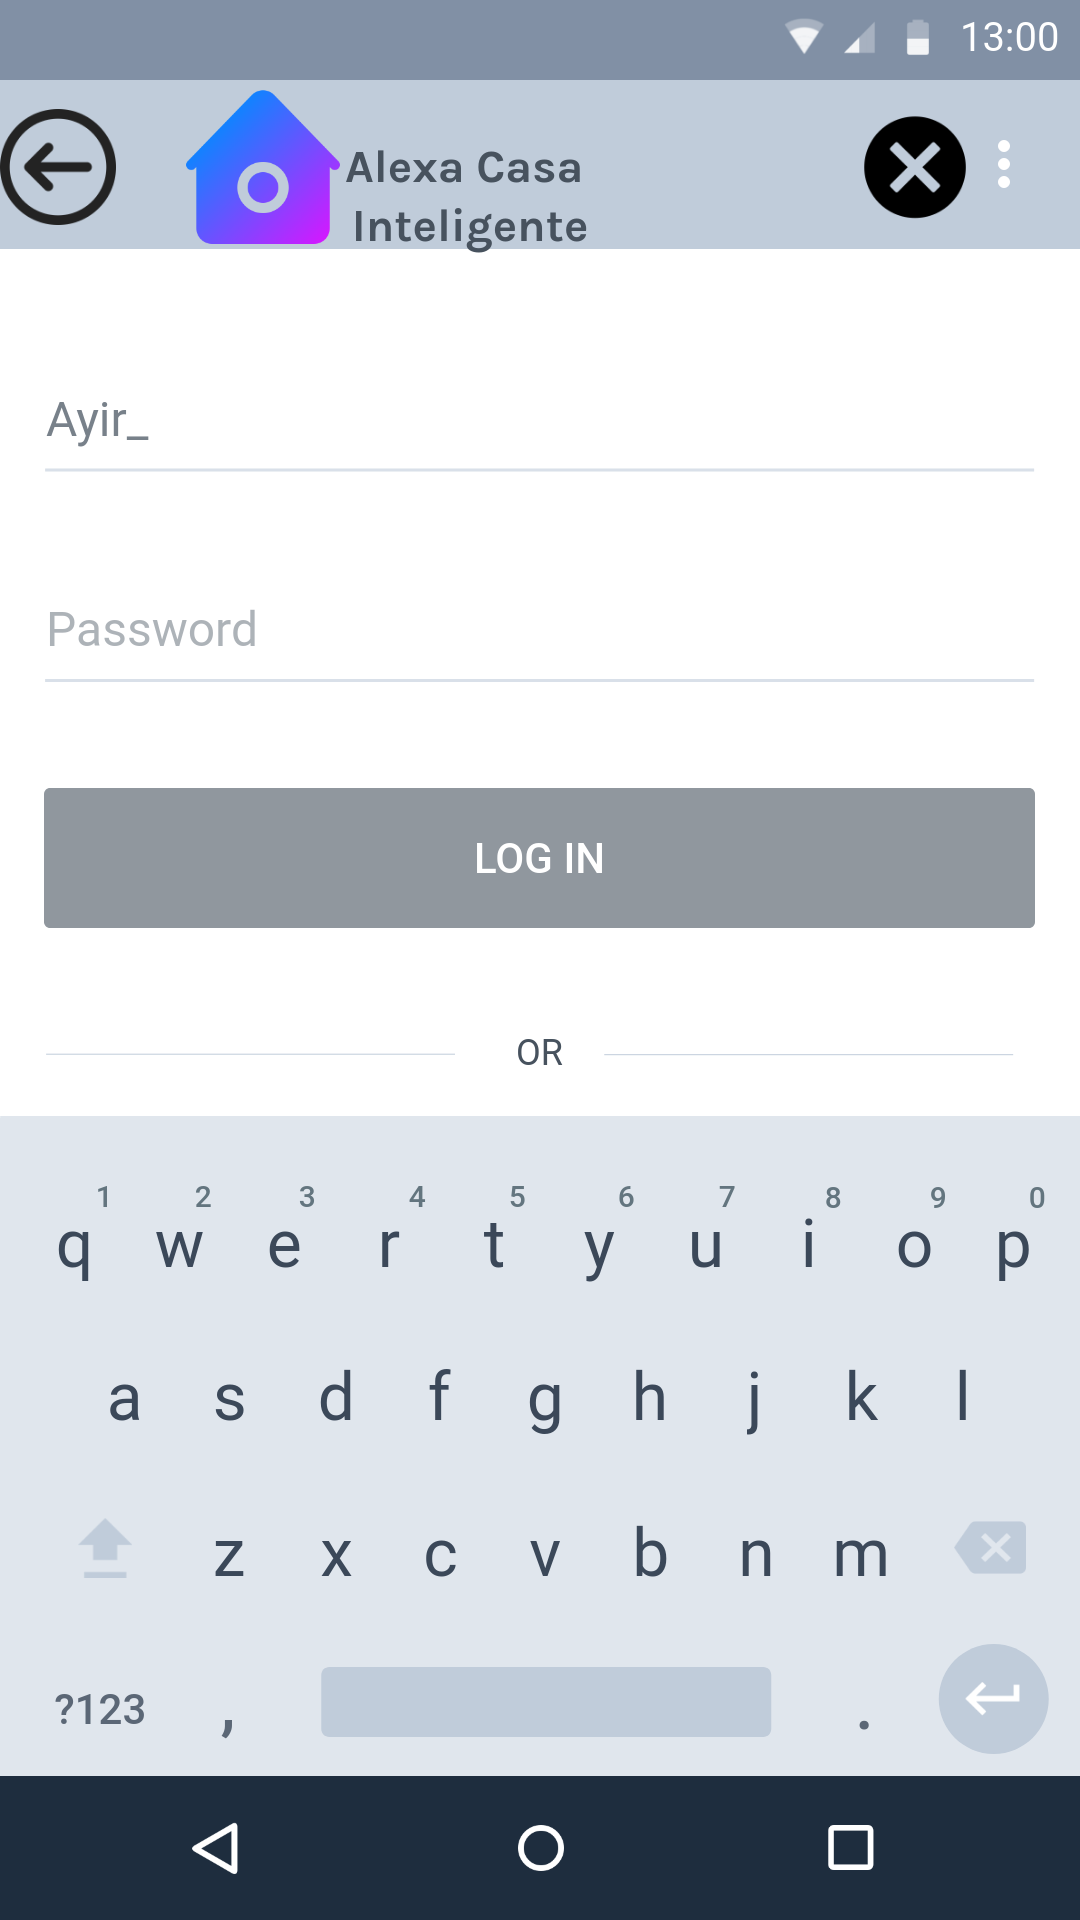 13:00
Alexa Casa
Inteligente
Ayir_
Password
LOG IN
OR
1 2 3 4 5 6 7 8 9 0
q w e r t y u i o p
a s d f g h j k l
z x c v b n m
?123 , .